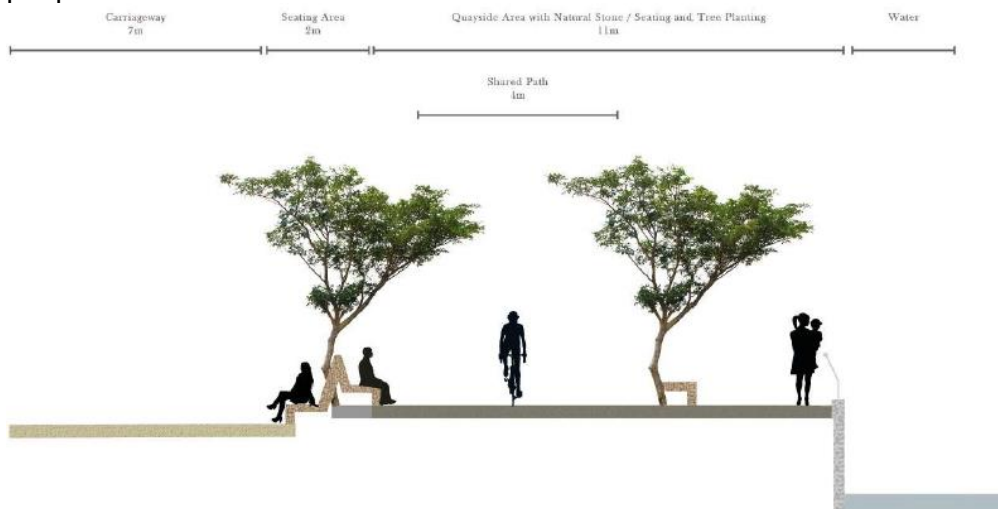 Carriageway
7m
Seating Area
2m
Quayside Area with Natural Stone / Seating and Tree Planting
11m
Water
Shared Path
4m